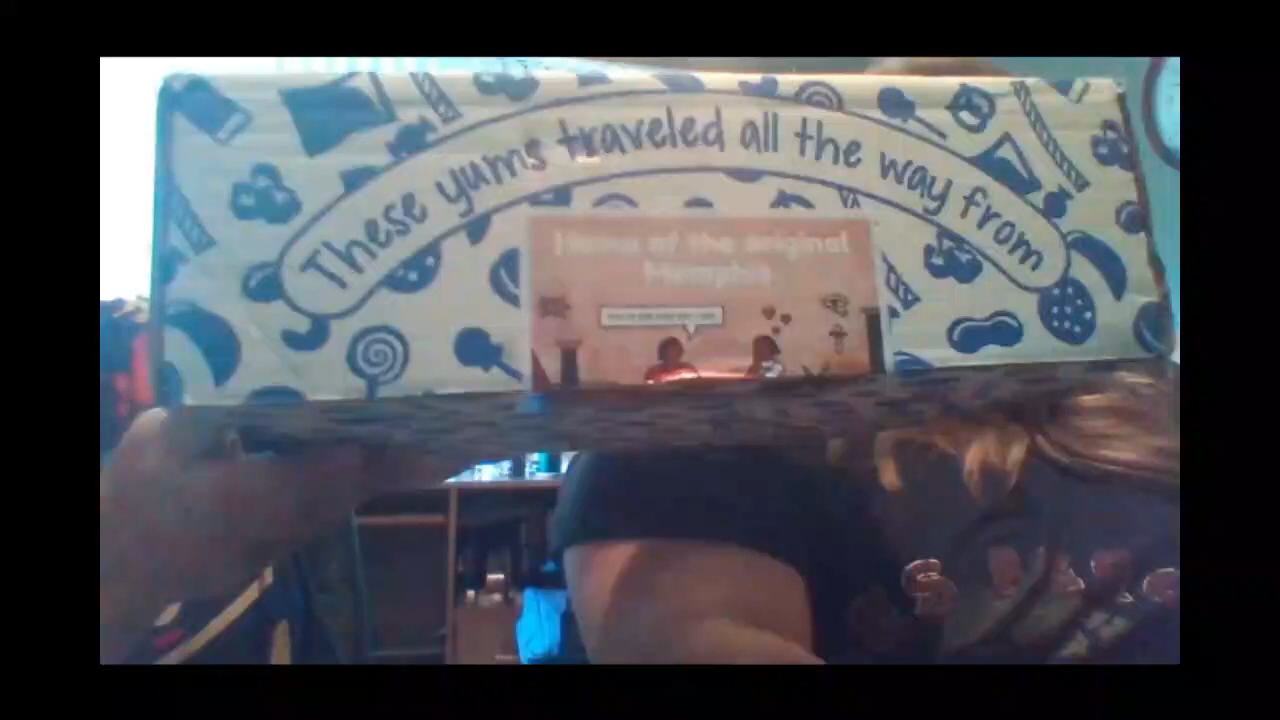 These yums traveled all the way from
Home of the original
Memphis